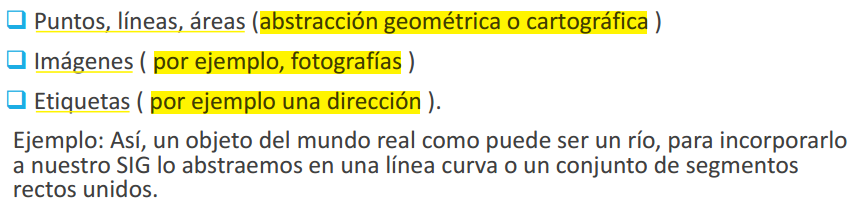 ❑ Puntos, líneas, áreas (abstracción geométrica o cartográfica )
❑ Imágenes ( por ejemplo, fotografías )
❑ Etiquetas ( por ejemplo una dirección ).
Ejemplo: Así, un objeto del mundo real como puede ser un río, para incorporarlo
a nuestro SIG lo abstraemos en una línea curva o un conjunto de segmentos
rectos unidos.